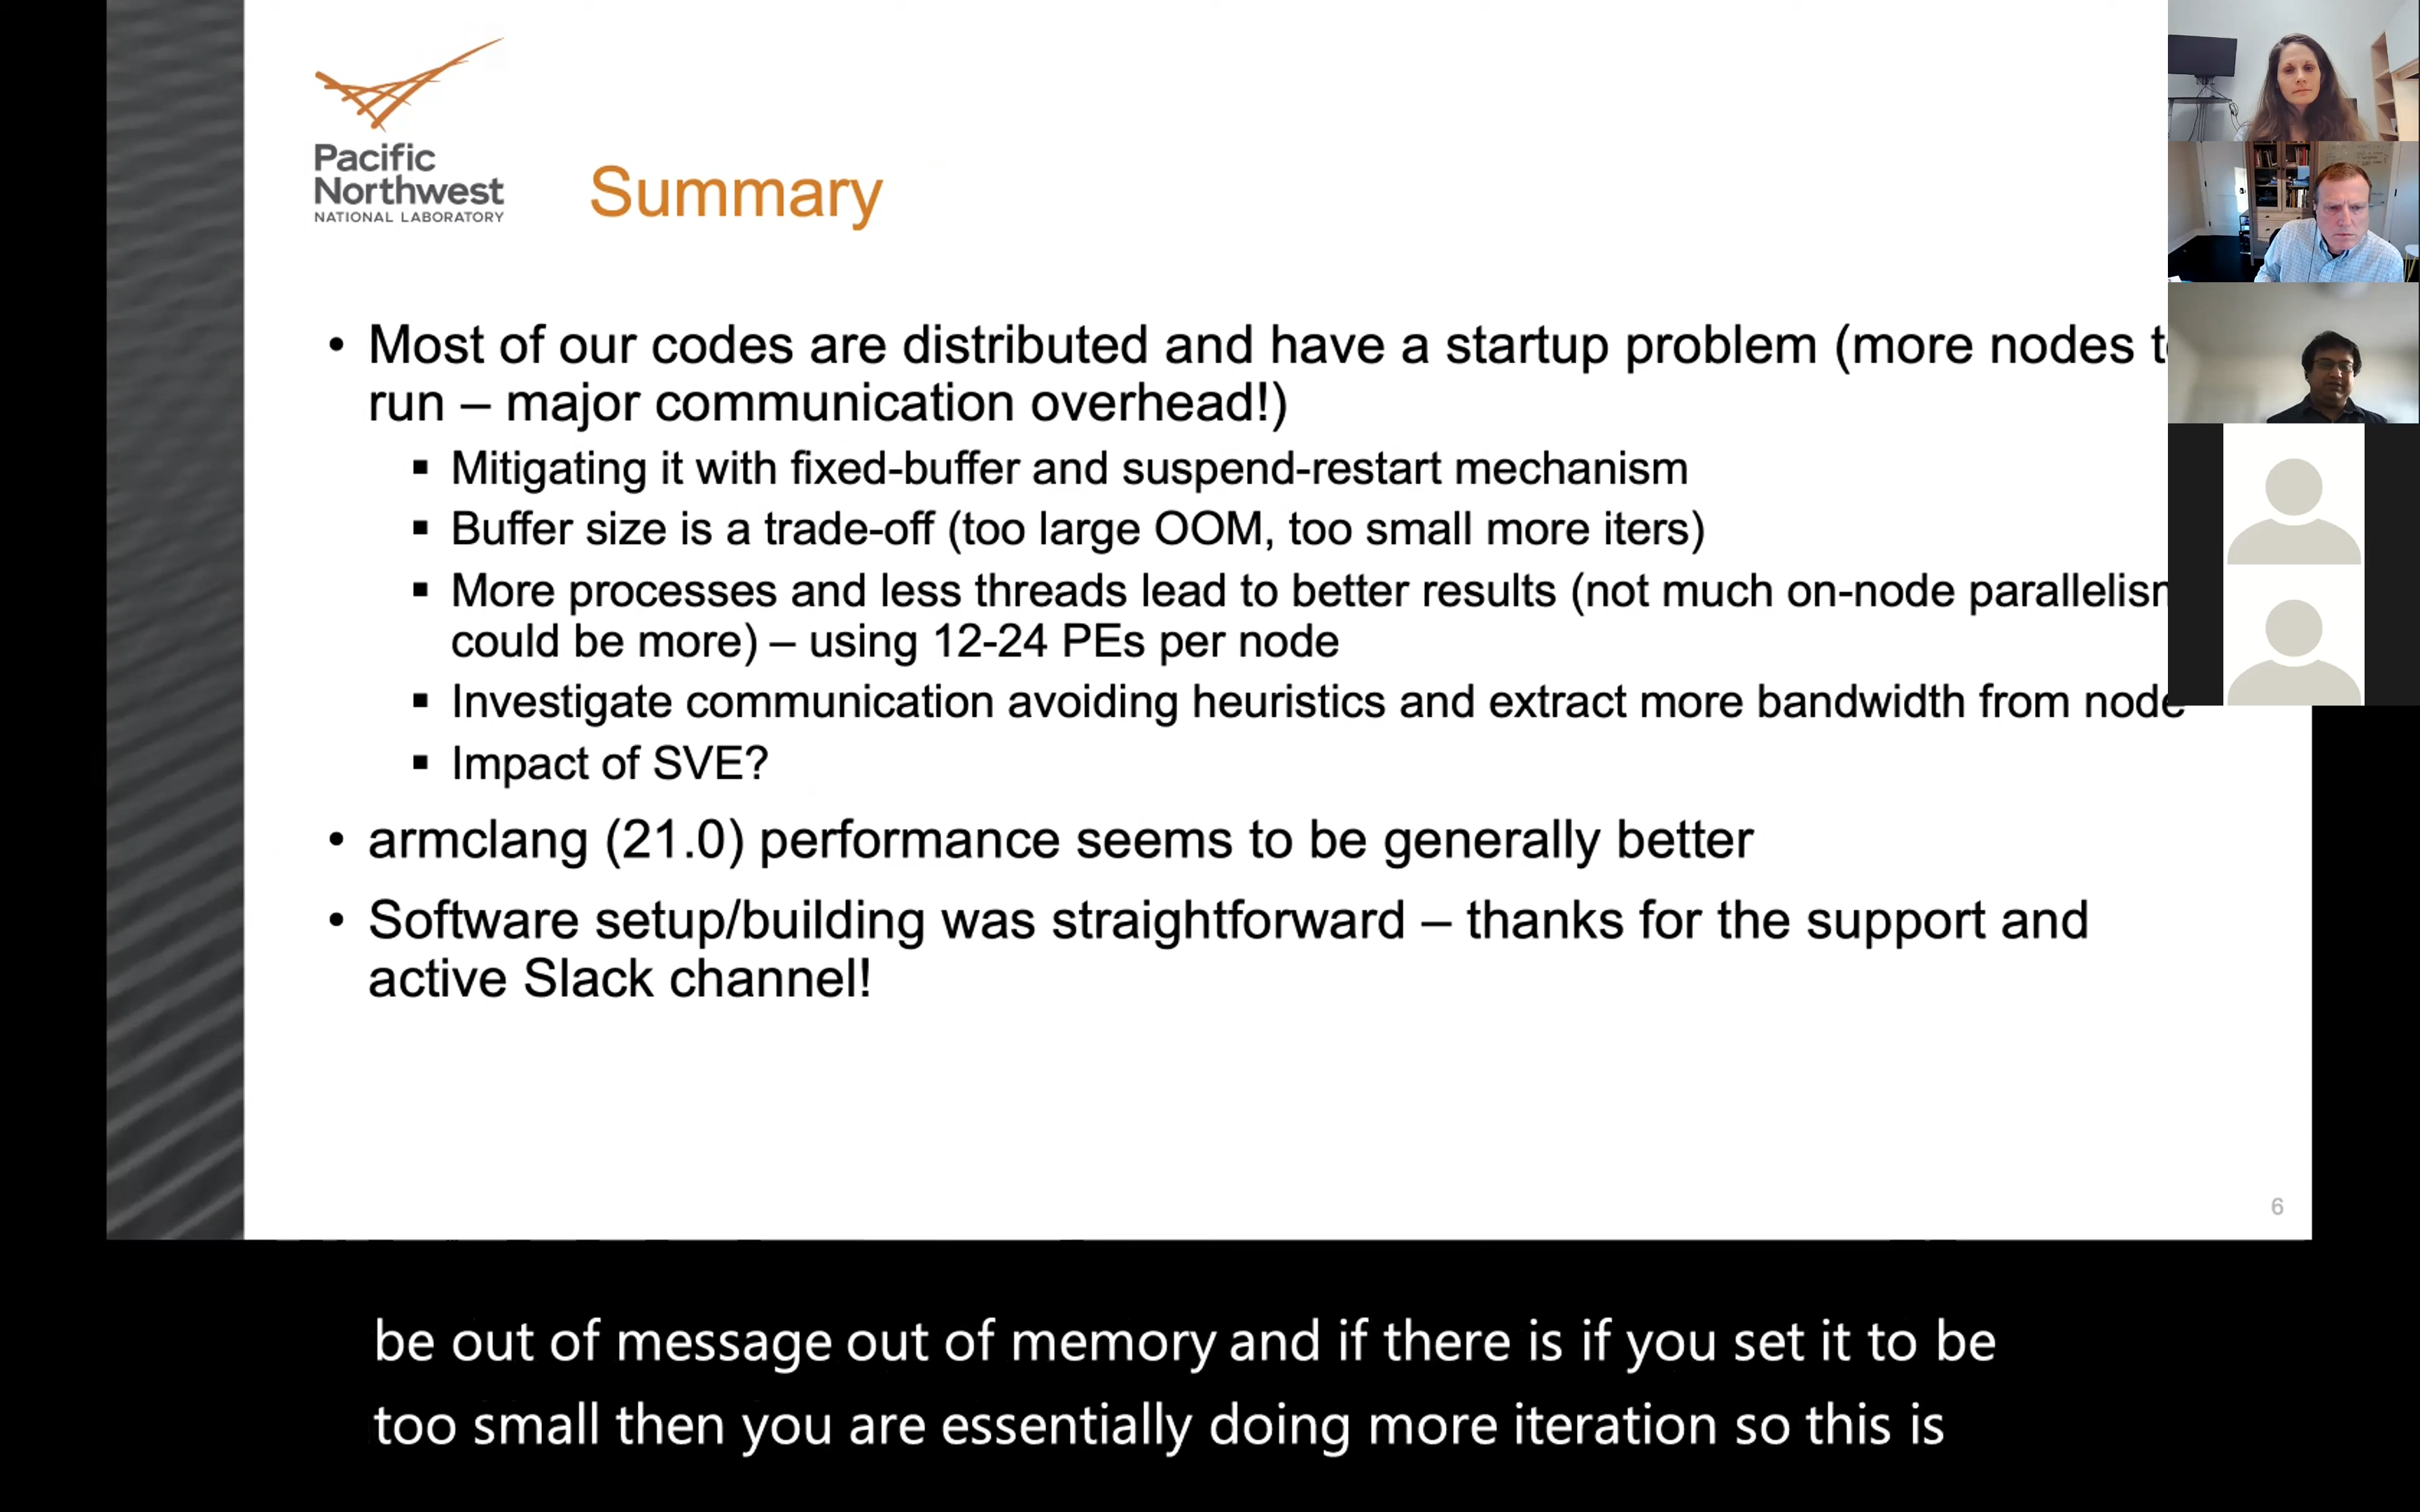 Pacific
Northwest
NATIONAL LABORATORY
Summary
• Most of our codes are distributed and have a startup problem (more nodes
run – major communication overhead!)
▪ Mitigating it with fixed-buffer and suspend-restart mechanism
▪ Buffer size is a trade-off (too large OOM, too small more iters)
▪ More processes and less threads lead to better results (not much on-node
could be more) – using 12-24 PEs per node
▪ Investigate communication avoiding heuristics and extract more bandwidth from node
▪ Impact of SVE?
• armclang (21.0) performance seems to be generally better
• Software setup/building was straightforward – thanks for the support and
active Slack channel!
6
be out of message out of memory and if there is if you set it to be
too small then you are essentially doing more iteration so this is